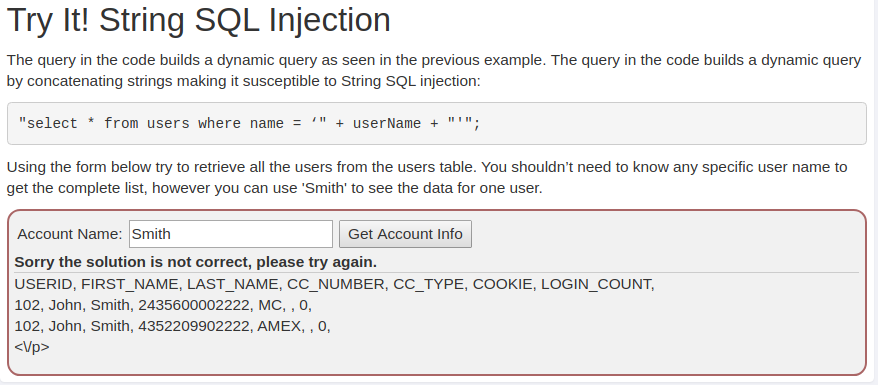 Try It! String SQL Injection
The query in the code builds a dynamic query as seen in the previous example. The query in the code builds a dynamic query
by concatenating strings making it susceptible to String SQL injection:
"select * from users where name = ‘" + userName + "'";
Using the form below try to retrieve all the users from the users table. You shouldn’t need to know any specific user name to
get the complete list, however you can use 'Smith' to see the data for one user.
Account Name: Smith Get Account Info
Sorry the solution is not correct, please try again.
USERID, FIRST_NAME, LAST_NAME, CC_NUMBER, CC_TYPE, COOKIE, LOGIN_COUNT,
102, John, Smith, 2435600002222, MC, , 0,
102, John, Smith, 4352209902222, AMEX, , 0,
<\/p>